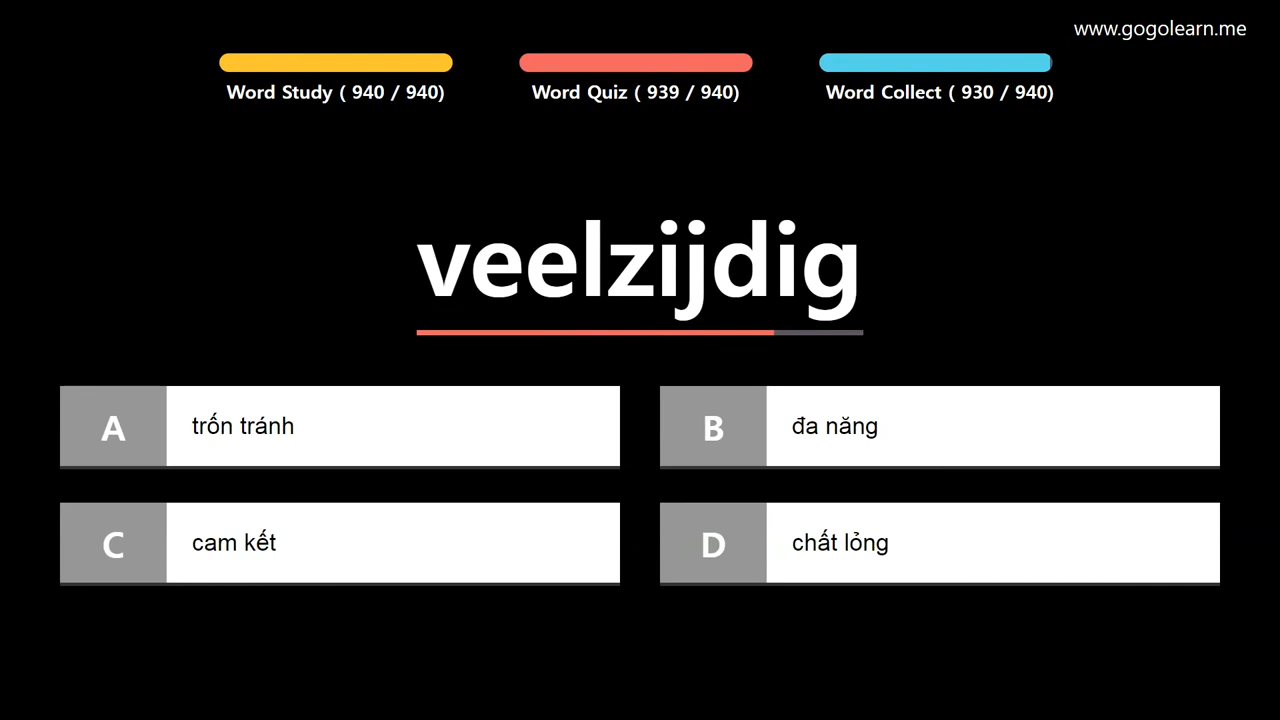 www.gogolearn.me
Word Study ( 940 / 940)
Word Quiz ( 939 / 940)
Word Collect ( 930 / 940)
veelzijdig
A trốn tránh
B đa năng
C cam kết
D chất lỏng